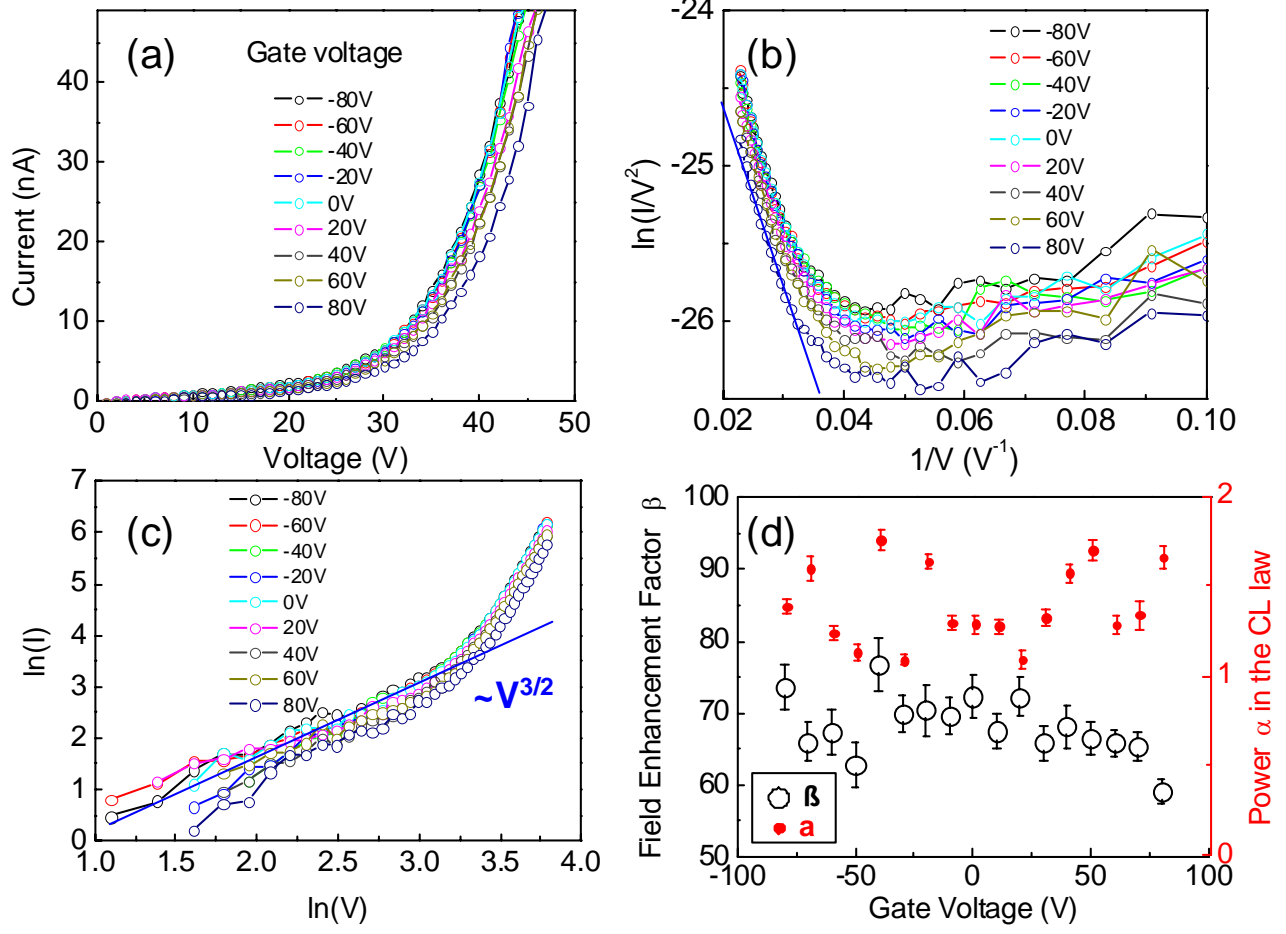 (a)
Gate voltage
-80V
-60V
-40V
-20V
0V
20V
40V
60V
80V
Current (nA)
0
10
20
30
40
0
10
20
30
40
50
Voltage (V)
(b)
-80V
-60V
-40V
-20V
0V
20V
40V
60V
80V
ln(I/V²)
-24
-25
-26
0.02
0.04
0.06
0.08
0.10
1/V (V⁻¹)
(c)
-80V
-60V
-40V
-20V
0V
20V
40V
60V
80V
~V³ᐟ²
ln(I)
7
6
5
4
3
2
1
0
1.0
1.5
2.0
2.5
3.0
3.5
4.0
ln(V)
(d)
Field Enhancement Factor β
100
90
80
70
60
50
ß
a
-100
-50
0
50
100
Gate Voltage (V)
2
1
0
Power α in the CL law